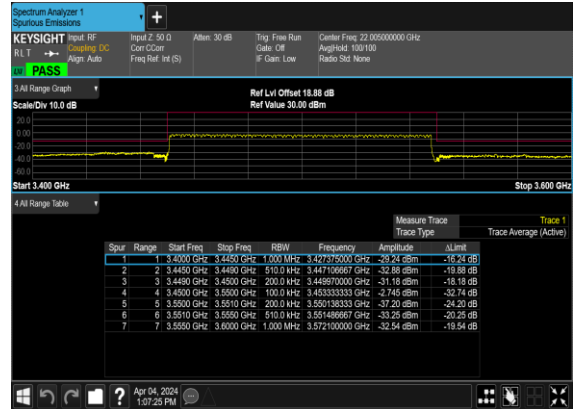 Spectrum Analyzer 1
Spurious Emissions
KEYSIGHT Input: RF Input Z: 50 Ω Atten: 30 dB Trig: Free Run Center Freq: 22.005000000 GHz
RLT Coupling: DC Corr CCorr Gate: Off Avg|Hold: 100/100
Align: Auto Freq Ref: Int (S) IF Gain: Low Radio Std: None
PASS
3 All Range Graph
Ref Lvl Offset 18.88 dB
Scale/Div 10.0 dB Ref Value 30.00 dBm
20.0
0.00
-20.0
-40.0
-60.0
Start 3.400 GHz Stop 3.600 GHz
4 All Range Table
Measure Trace Trace 1
Trace Type Trace Average (Active)
Spur Range Start Freq Stop Freq RBW Frequency Amplitude ΔLimit
1 1 3.4000 GHz 3.4450 GHz 1.000 MHz 3.427375000 GHz -29.24 dBm -16.24 dB
2 2 3.4450 GHz 3.4490 GHz 510.0 kHz 3.447106667 GHz -32.88 dBm -19.88 dB
3 3 3.4490 GHz 3.4500 GHz 200.0 kHz 3.449970000 GHz -31.18 dBm -18.18 dB
4 4 3.4500 GHz 3.5500 GHz 100.0 kHz 3.453333333 GHz -2.745 dBm -32.74 dB
5 5 3.5500 GHz 3.5510 GHz 200.0 kHz 3.550138333 GHz -37.20 dBm -24.20 dB
6 6 3.5510 GHz 3.5550 GHz 510.0 kHz 3.551486667 GHz -33.25 dBm -20.25 dB
7 7 3.5550 GHz 3.6000 GHz 1.000 MHz 3.572100000 GHz -32.54 dBm -19.54 dB
? Apr 04, 2024
1:07:25 PM